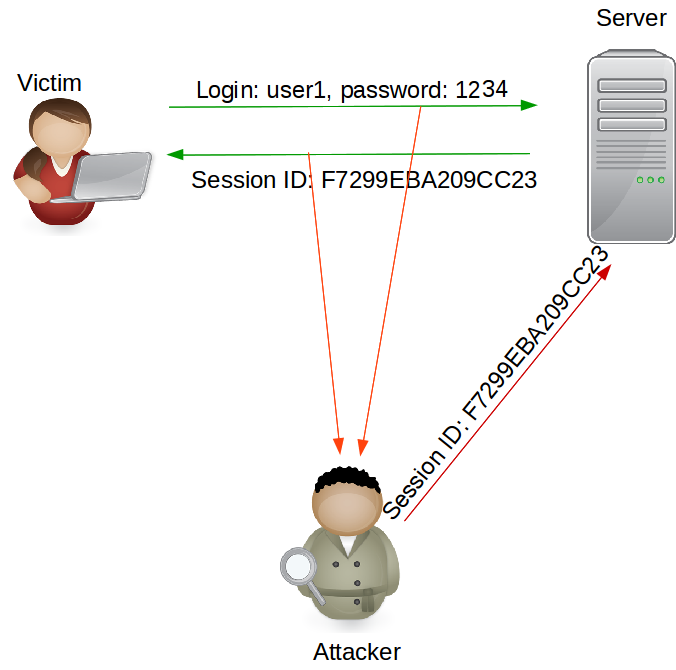 Server
Victim
Login: user1, password: 1234
Session ID: F7299EBA209CC23
Session ID: F7299EBA209CC23
Attacker